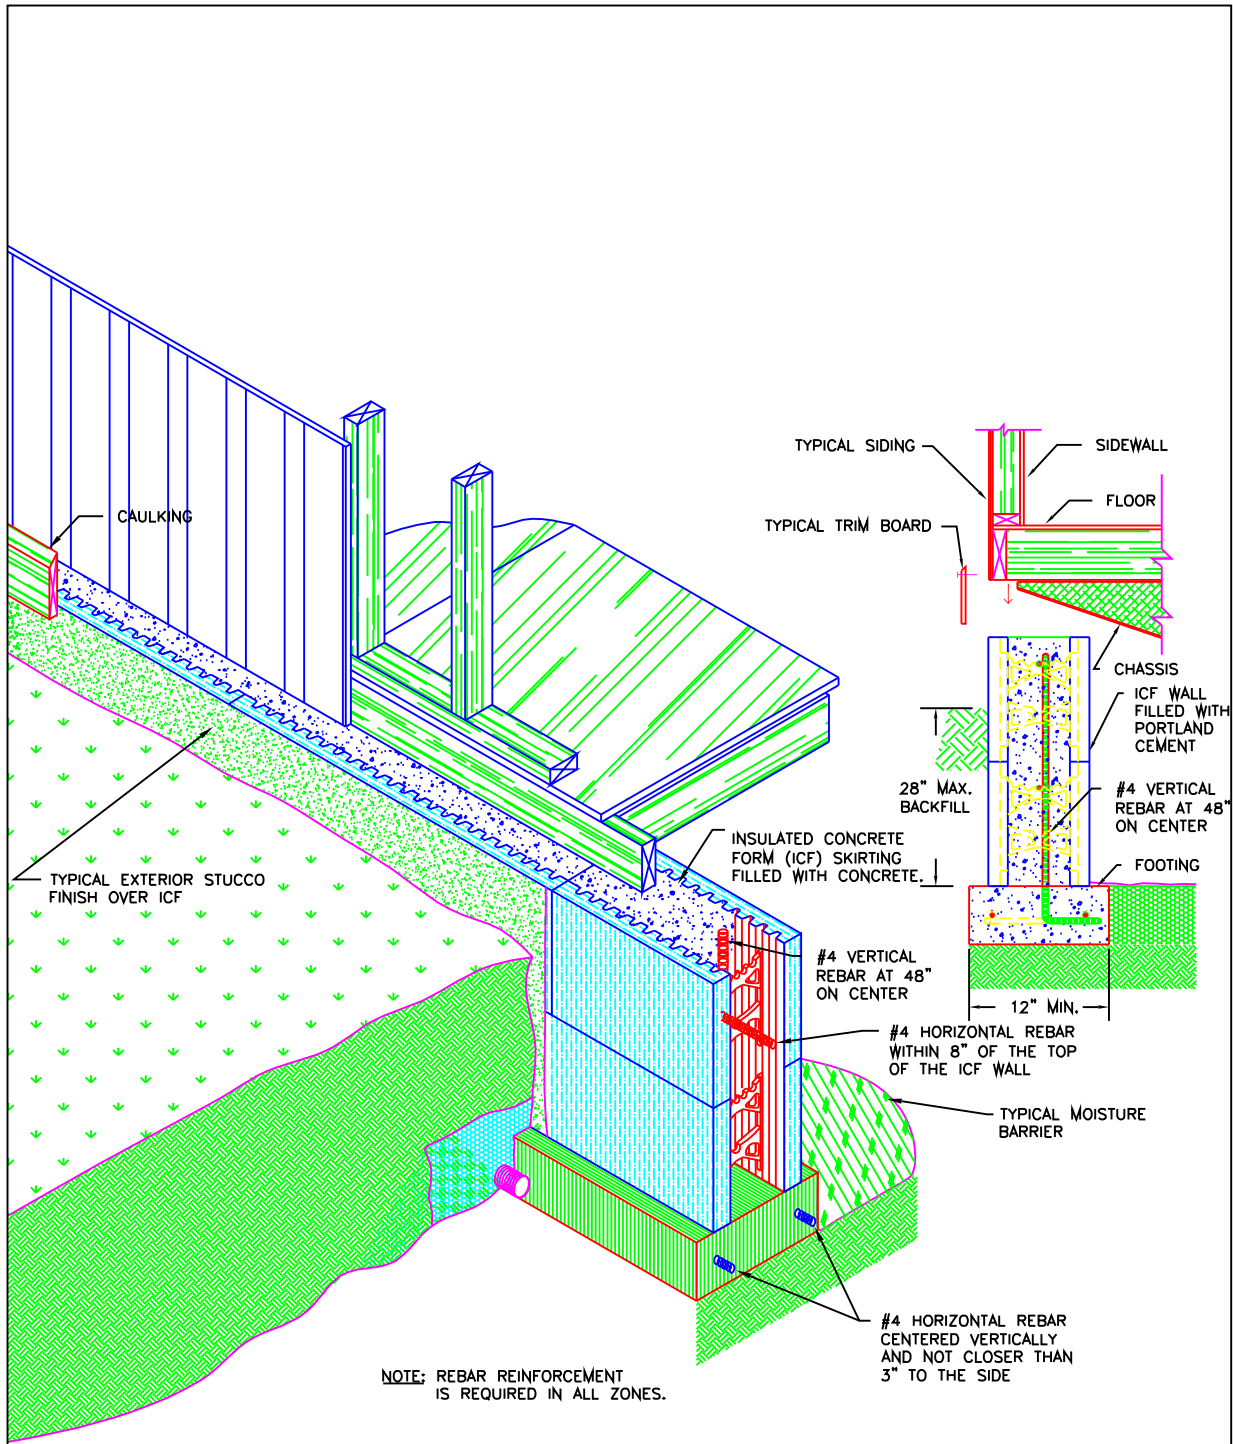 TYPICAL SIDING
SIDEWALL
FLOOR
TYPICAL TRIM BOARD
CAULKING
CHASSIS
ICF WALL
FILLED WITH
PORTLAND
CEMENT
28" MAX.
BACKFILL
#4 VERTICAL
REBAR AT 48"
ON CENTER
INSULATED CONCRETE
FORM (ICF) SKIRTING
FILLED WITH CONCRETE.
FOOTING
TYPICAL EXTERIOR STUCCO
FINISH OVER ICF
#4 VERTICAL
REBAR AT 48"
ON CENTER
12" MIN.
#4 HORIZONTAL REBAR
WITHIN 8" OF THE TOP
OF THE ICF WALL
TYPICAL MOISTURE
BARRIER
#4 HORIZONTAL REBAR
CENTERED VERTICALLY
AND NOT CLOSER THAN
3" TO THE SIDE
NOTE: REBAR REINFORCEMENT
IS REQUIRED IN ALL ZONES.